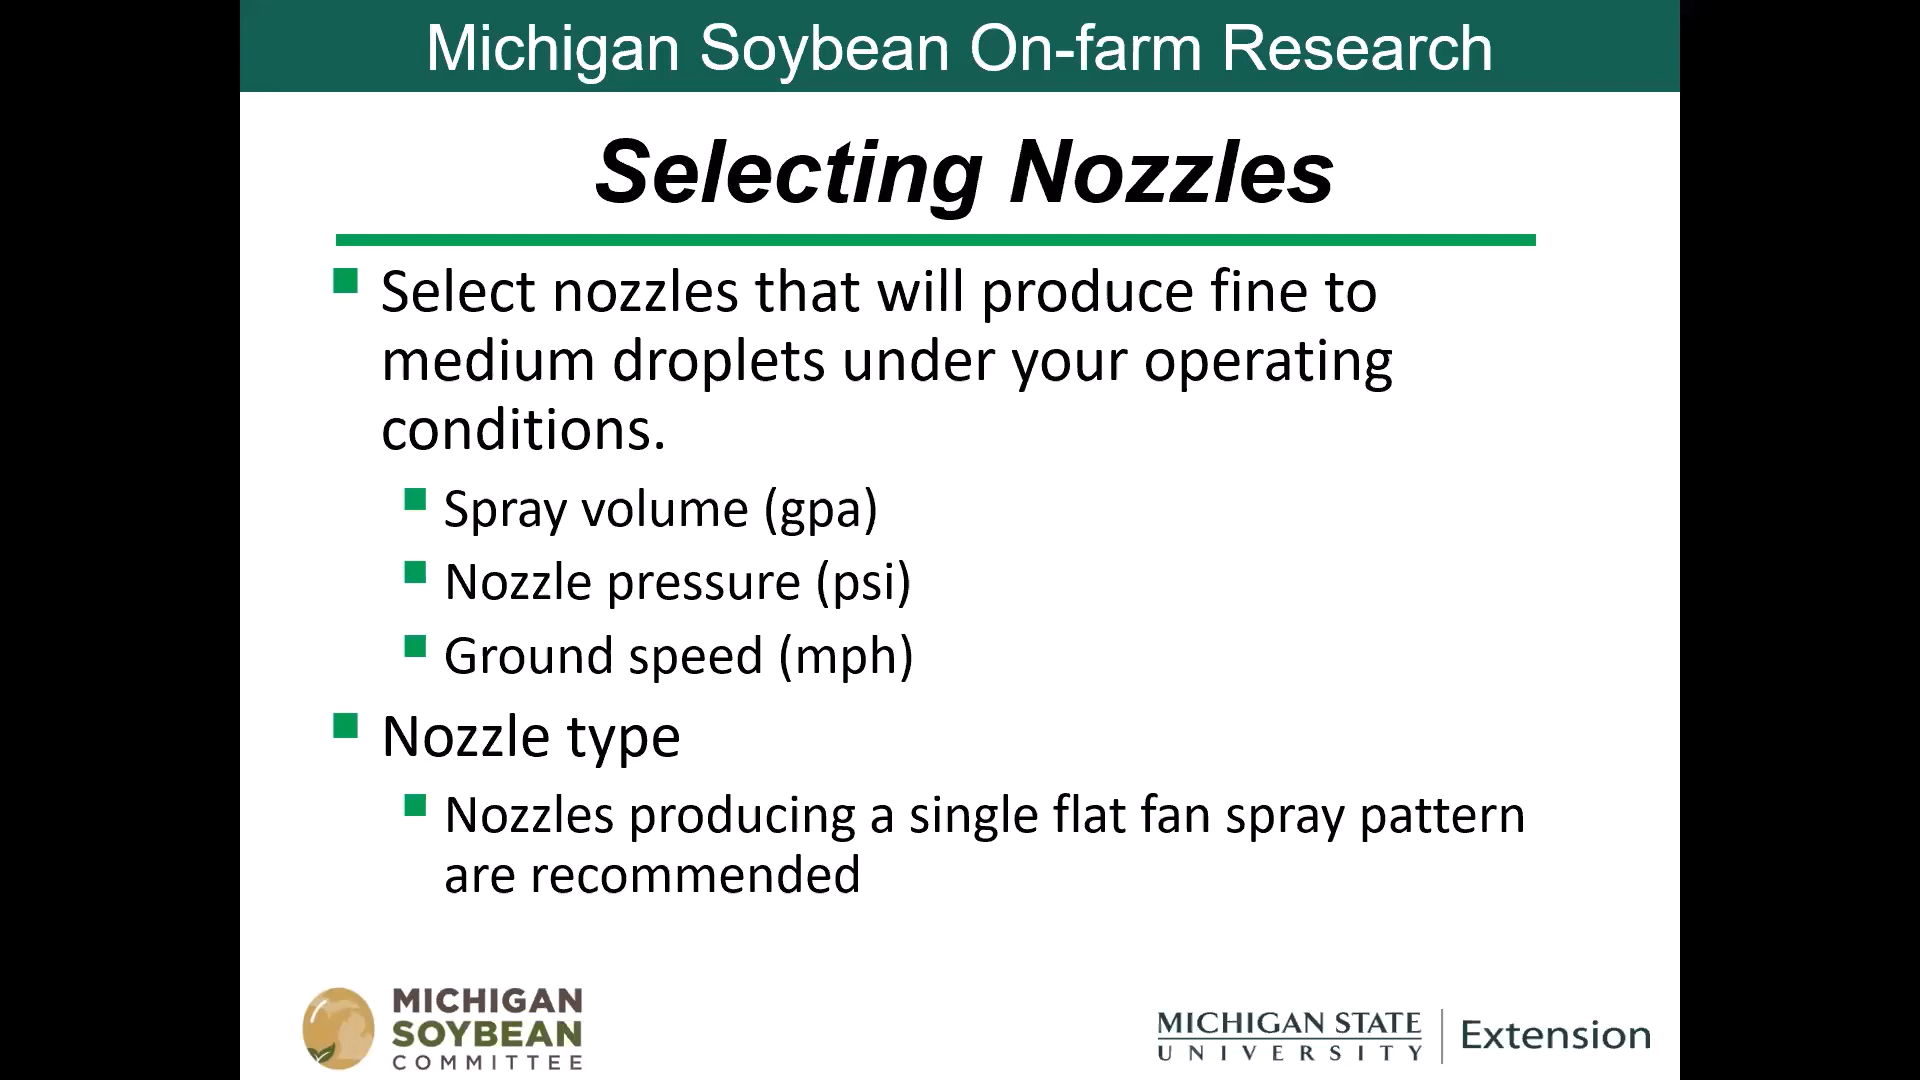 Michigan Soybean On-farm Research
Selecting Nozzles
Select nozzles that will produce fine to
medium droplets under your operating
conditions.
Spray volume (gpa)
Nozzle pressure (psi)
Ground speed (mph)
Nozzle type
Nozzles producing a single flat fan spray pattern
are recommended
MICHIGAN
SOYBEAN
COMMITTEE
MICHIGAN STATE
UNIVERSITY
Extension